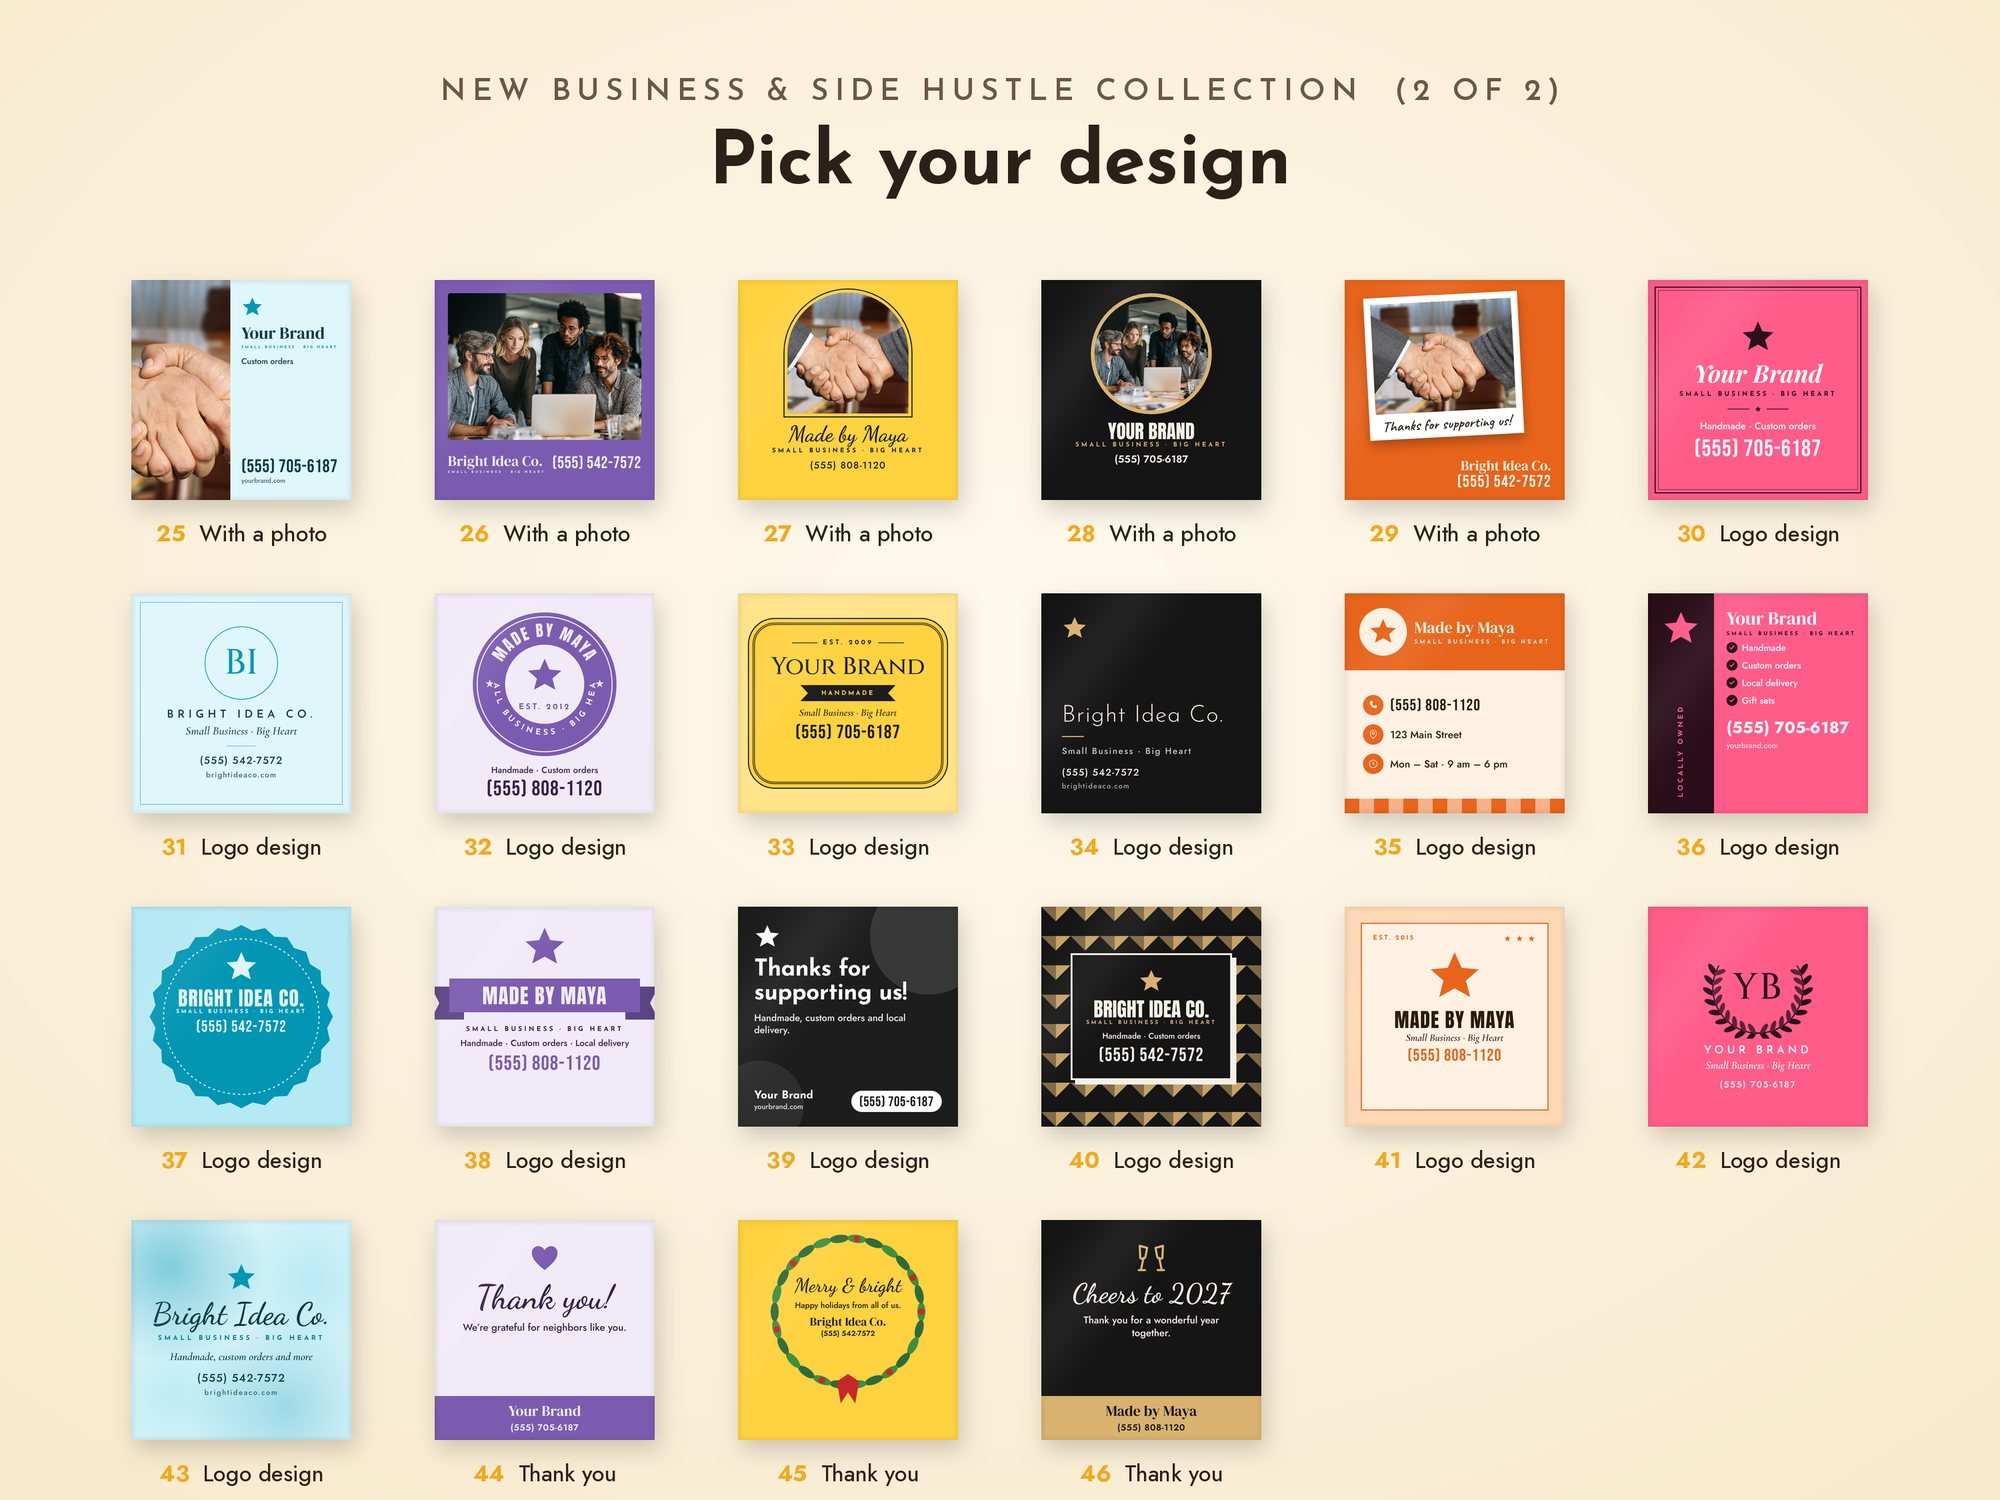 NEW BUSINESS & SIDE HUSTLE COLLECTION (2 OF 2)
Pick your design
Your Brand
SMALL BUSINESS · BIG HEART
Custom orders
(555) 705-6187
yourbrand.com
25 With a photo
Bright Idea Co.
SMALL BUSINESS · BIG HEART
(555) 542-7572
26 With a photo
Made by Maya
SMALL BUSINESS · BIG HEART
(555) 808-1120
27 With a photo
YOUR BRAND
SMALL BUSINESS · BIG HEART
(555) 705-6187
28 With a photo
Thanks for supporting us!
Bright Idea Co.
(555) 542-7572
29 With a photo
Your Brand
SMALL BUSINESS · BIG HEART
Handmade · Custom orders
(555) 705-6187
30 Logo design
BI
BRIGHT IDEA CO.
Small Business · Big Heart
(555) 542-7572
brightideaco.com
31 Logo design
MADE BY MAYA
EST. 2012
ALL BUSINESS · BIG HEA
Handmade · Custom orders
(555) 808-1120
32 Logo design
EST. 2009
YOUR BRAND
HANDMADE
Small Business · Big Heart
(555) 705-6187
33 Logo design
Bright Idea Co.
Small Business · Big Heart
(555) 542-7572
brightideaco.com
34 Logo design
Made by Maya
SMALL BUSINESS · BIG HEART
(555) 808-1120
123 Main Street
Mon – Sat · 9 am – 6 pm
35 Logo design
LOCALLY OWNED
Your Brand
SMALL BUSINESS · BIG HEART
Handmade
Custom orders
Local delivery
Gift sets
(555) 705-6187
yourbrand.com
36 Logo design
BRIGHT IDEA CO.
SMALL BUSINESS · BIG HEART
(555) 542-7572
37 Logo design
MADE BY MAYA
SMALL BUSINESS · BIG HEART
Handmade · Custom orders · Local delivery
(555) 808-1120
38 Logo design
Thanks for
supporting us!
Handmade, custom orders and local
delivery.
Your Brand
yourbrand.com
(555) 705-6187
39 Logo design
BRIGHT IDEA CO.
SMALL BUSINESS · BIG HEART
Handmade · Custom orders
(555) 542-7572
40 Logo design
EST. 2015
MADE BY MAYA
Small Business · Big Heart
(555) 808-1120
41 Logo design
YB
YOUR BRAND
Small Business · Big Heart
(555) 705-6187
42 Logo design
Bright Idea Co.
SMALL BUSINESS · BIG HEART
Handmade, custom orders and more
(555) 542-7572
brightideaco.com
43 Logo design
Thank you!
We're grateful for neighbors like you.
Your Brand
(555) 705-6187
44 Thank you
Merry & bright
Happy holidays from all of us.
Bright Idea Co.
(555) 542-7572
45 Thank you
Cheers to 2027
Thank you for a wonderful year
together.
Made by Maya
(555) 808-1120
46 Thank you